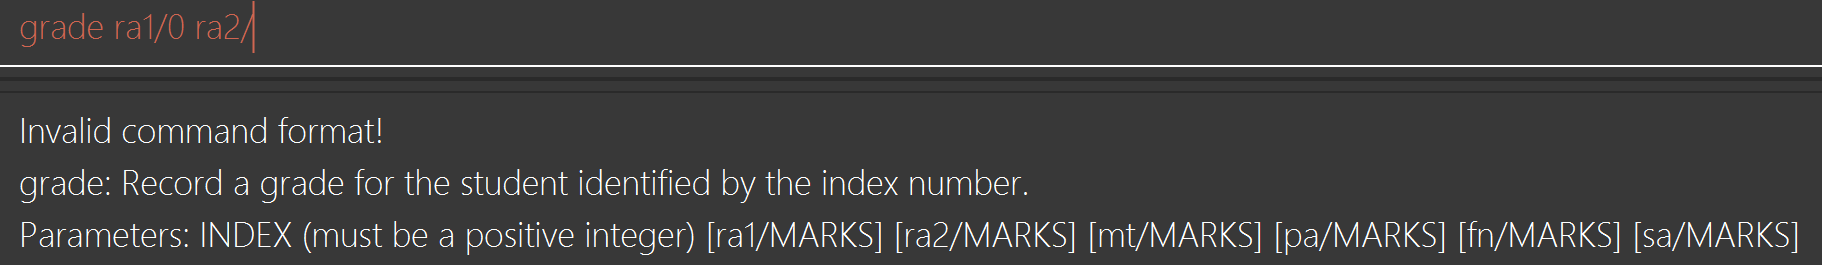 grade ra1/0 ra2/
Invalid command format!
grade: Record a grade for the student identified by the index number.
Parameters: INDEX (must be a positive integer) [ra1/MARKS] [ra2/MARKS] [mt/MARKS] [pa/MARKS] [fn/MARKS] [sa/MARKS]